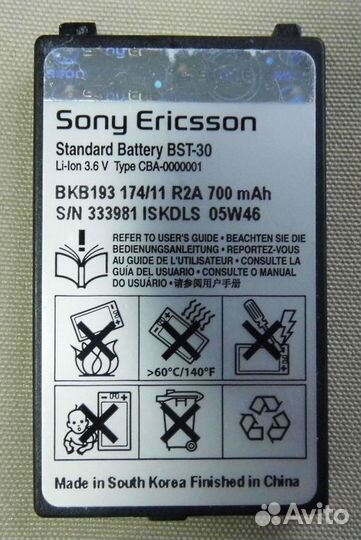 Sony Ericsson
Standard Battery BST-30
Li-Ion 3.6 V Type CBA-0000001
BKB193 174/11 R2A 700 mAh
S/N 333981 ISKDLS 05W46
REFER TO USER'S GUIDE • BEACHTEN SIE DIE
BEDIENUNGSANLEITUNG • REPORTEZ-VOUS
AU GUIDE DE L'UTILISATEUR • CONSULTE LA
GUÍA DEL USUARIO • CONSULTE O MANUAL
DO USUÁRIO • 请参阅用户手册
>60°C/140°F
Made in South Korea Finished in China
Avito